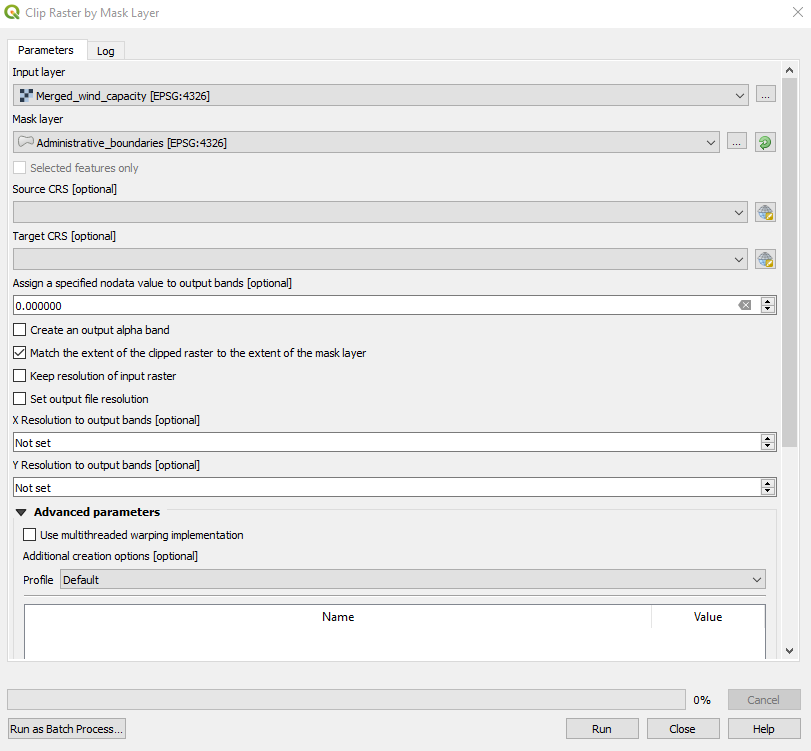 Clip Raster by Mask Layer
Parameters
Log
Input layer
Merged_wind_capacity [EPSG:4326]
...
Mask layer
Administrative_boundaries [EPSG:4326]
...
Selected features only
Source CRS [optional]
Target CRS [optional]
Assign a specified nodata value to output bands [optional]
0.000000
Create an output alpha band
Match the extent of the clipped raster to the extent of the mask layer
Keep resolution of input raster
Set output file resolution
X Resolution to output bands [optional]
Not set
Y Resolution to output bands [optional]
Not set
Advanced parameters
Use multithreaded warping implementation
Additional creation options [optional]
Profile Default
Name Value
0% Cancel
Run as Batch Process... Run Close Help